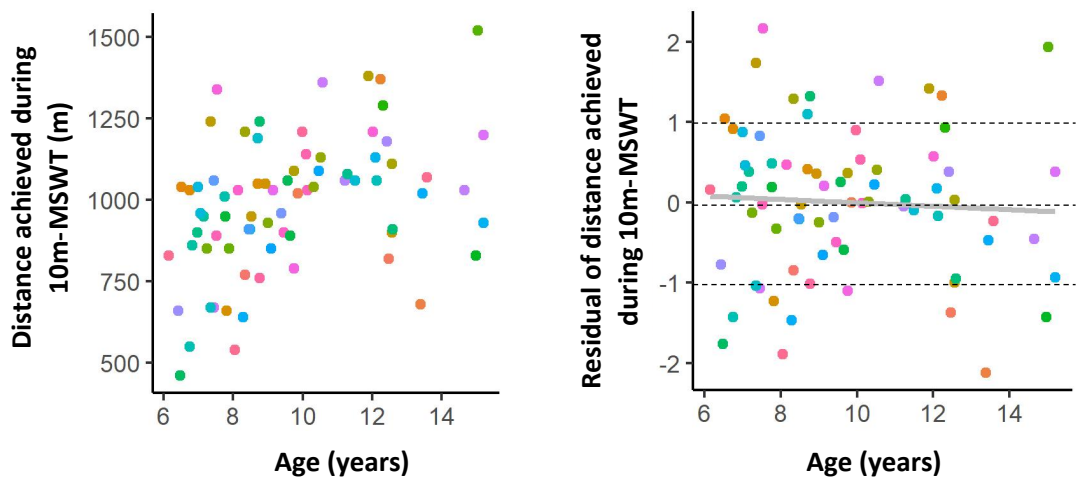 Distance achieved during
10m-MSWT (m)
1500
1250
1000
750
500
6 8 10 12 14
Age (years)
Residual of distance achieved
during 10m-MSWT
2
1
0
-1
-2
6 8 10 12 14
Age (years)